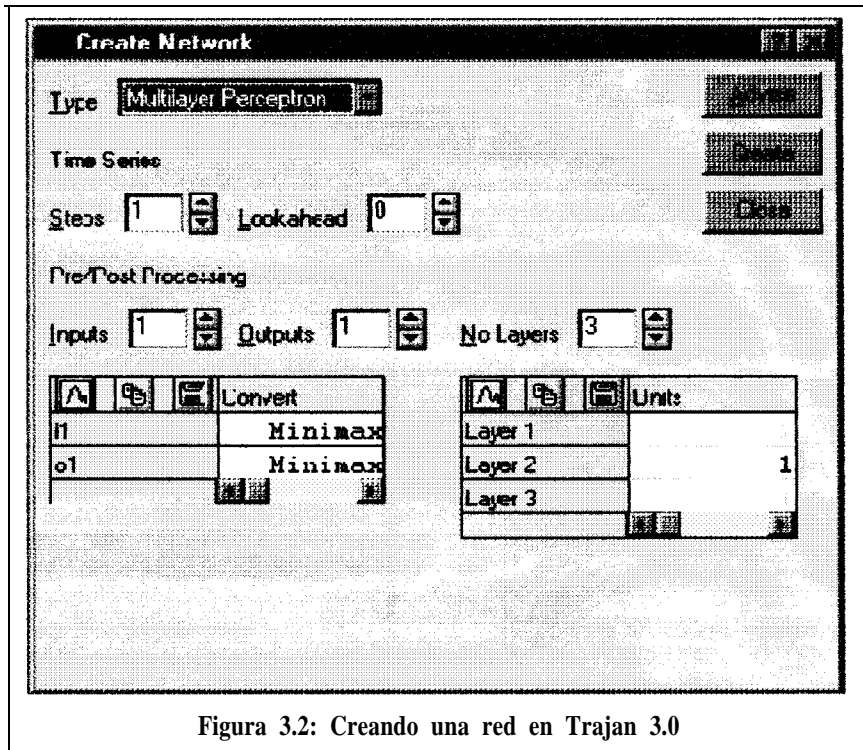 Create Network
Type Multilayer Perceptron
Time Series
Steps 1 Lookahead 0
Create
Close
Pre/Post Processing
Inputs 1 Outputs 1 No Layers 3
Convert
i1 Minimax
o1 Minimax
Units
Layer 1
Layer 2 1
Layer 3
Figura 3.2: Creando una red en Trajan 3.0